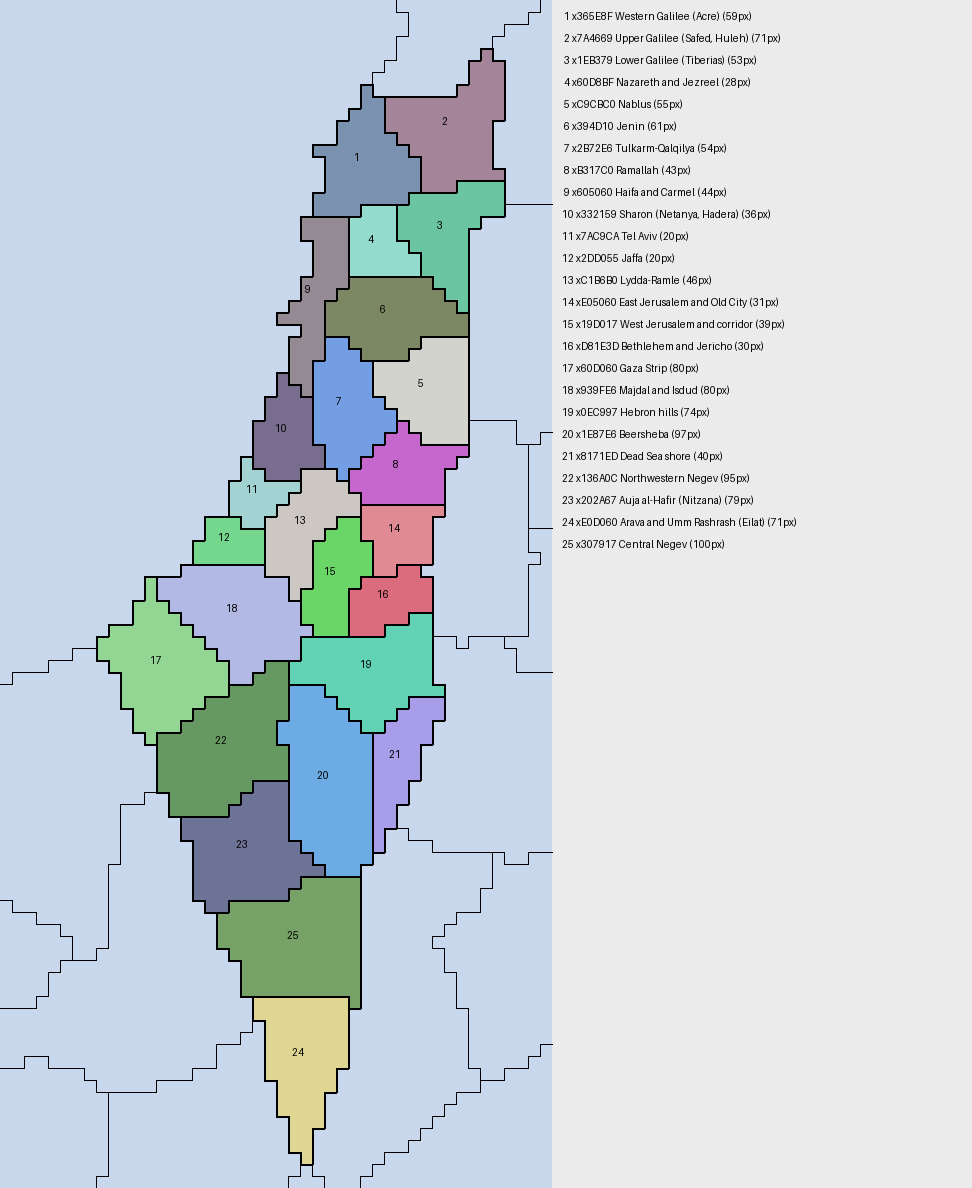 1 x365E8F Western Galilee (Acre) (59px)
2 x7A4669 Upper Galilee (Safed, Huleh) (71px)
3 x1EB379 Lower Galilee (Tiberias) (53px)
4 x60D8BF Nazareth and Jezreel (28px)
5 xC9CBC0 Nablus (55px)
6 x394D10 Jenin (61px)
7 x2B72E6 Tulkarm-Qalqilya (54px)
8 xB317C0 Ramallah (43px)
9 x605060 Haifa and Carmel (44px)
10 x332159 Sharon (Netanya, Hadera) (36px)
11 x7AC9CA Tel Aviv (20px)
12 x2DD055 Jaffa (20px)
13 xC1B6B0 Lydda-Ramle (46px)
14 xE05060 East Jerusalem and Old City (31px)
15 x19D017 West Jerusalem and corridor (39px)
16 xD81E3D Bethlehem and Jericho (30px)
17 x60D060 Gaza Strip (80px)
18 x939FE6 Majdal and Isdud (80px)
19 x0EC997 Hebron hills (74px)
20 x1E87E6 Beersheba (97px)
21 x8171ED Dead Sea shore (40px)
22 x136A0C Northwestern Negev (95px)
23 x202A67 Auja al-Hafir (Nitzana) (79px)
24 xE0D060 Arava and Umm Rashrash (Eilat) (71px)
25 x307917 Central Negev (100px)
2
1
3
4
9
6
5
7
10
8
11
13
14
12
15
16
18
17
19
22
21
20
23
25
24